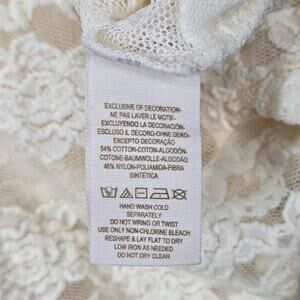 EXCLUSIVE OF DECORATION-
NE PAS LAVER LE MOTIF-
EXCLUYENDO LA DECORACIÓN-
ESCLUSO IL DECORO-OHNE DEKO-
EXCEPTO DECORAÇÃO
54% COTTON-COTON-ALGODÓN-
COTONE-BAUMWOLLE-ALGODÃO
46% NYLON-POLIAMIDA-FIBRA
SINTÉTICA
HAND WASH COLD
SEPARATELY
DO NOT WRING OR TWIST
USE ONLY NON-CHLORINE BLEACH
RESHAPE & LAY FLAT TO DRY
LOW IRON AS NEEDED
DO NOT DRY CLEAN